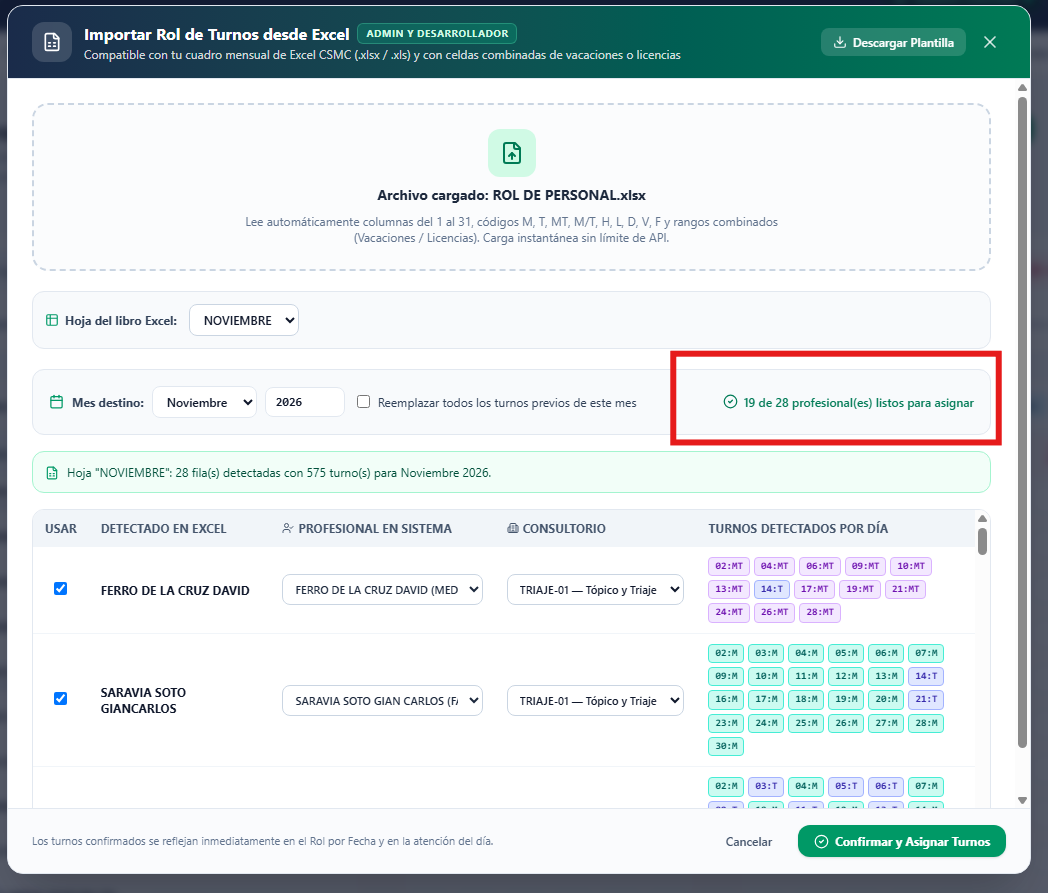 Importar Rol de Turnos desde Excel ADMIN Y DESARROLLADOR
Compatible con tu cuadro mensual de Excel CSMC (.xlsx / .xls) y con celdas combinadas de vacaciones o licencias
Descargar Plantilla
Archivo cargado: ROL DE PERSONAL.xlsx
Lee automáticamente columnas del 1 al 31, códigos M, T, MT, M/T, H, L, D, V, F y rangos combinados
(Vacaciones / Licencias). Carga instantánea sin límite de API.
Hoja del libro Excel: NOVIEMBRE
Mes destino: Noviembre 2026 Reemplazar todos los turnos previos de este mes
19 de 28 profesional(es) listos para asignar
Hoja "NOVIEMBRE": 28 fila(s) detectadas con 575 turno(s) para Noviembre 2026.
USAR DETECTADO EN EXCEL PROFESIONAL EN SISTEMA CONSULTORIO TURNOS DETECTADOS POR DÍA
FERRO DE LA CRUZ DAVID FERRO DE LA CRUZ DAVID (MED TRIAJE-01 — Tópico y Triaje
02:MT 04:MT 06:MT 09:MT 10:MT
13:MT 14:T 17:MT 19:MT 21:MT
24:MT 26:MT 28:MT
SARAVIA SOTO
GIANCARLOS
SARAVIA SOTO GIAN CARLOS (F TRIAJE-01 — Tópico y Triaje
02:M 03:M 04:M 05:M 06:M 07:M
09:M 10:M 11:M 12:M 13:M 14:T
16:M 17:M 18:M 19:M 20:M 21:T
23:M 24:M 25:M 26:M 27:M 28:M
30:M
02:M 03:T 04:M 05:T 06:T 07:M
Los turnos confirmados se reflejan inmediatamente en el Rol por Fecha y en la atención del día.
Cancelar
Confirmar y Asignar Turnos